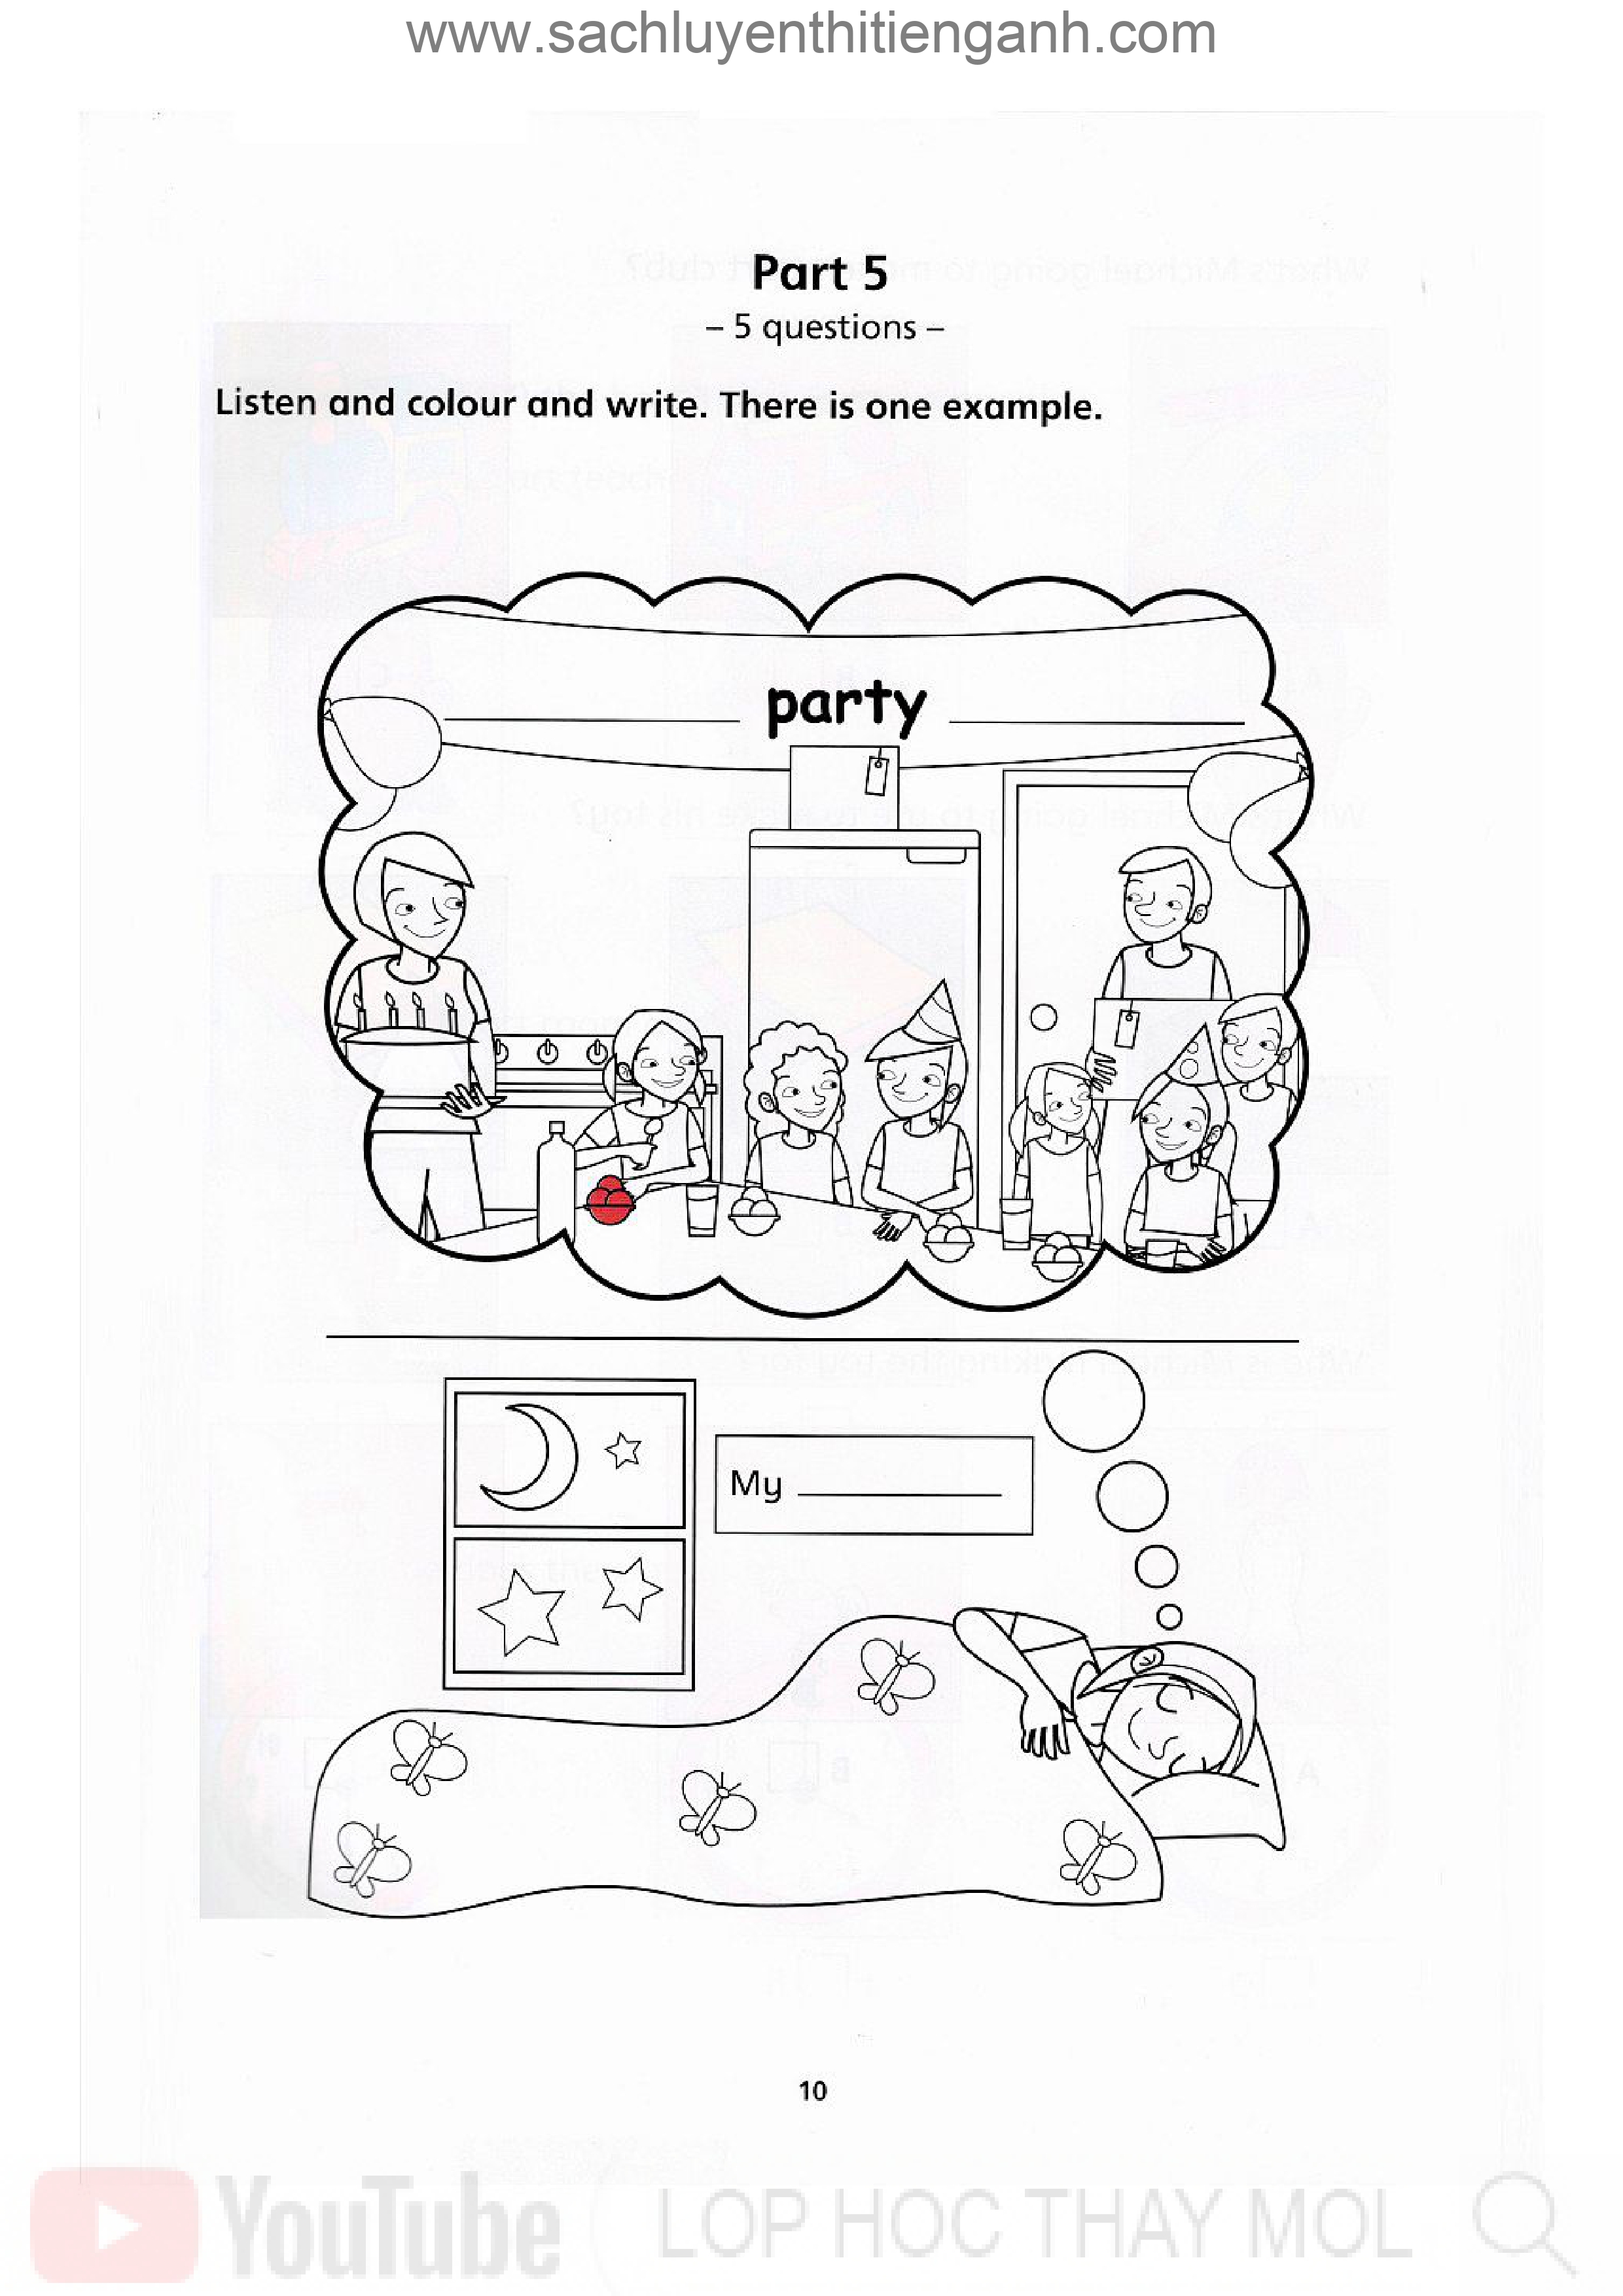 www.sachluyenthitienganh.com
Part 5
– 5 questions –
Listen and colour and write. There is one example.
party
My
10
YouTube LOP HOC THAY MOL